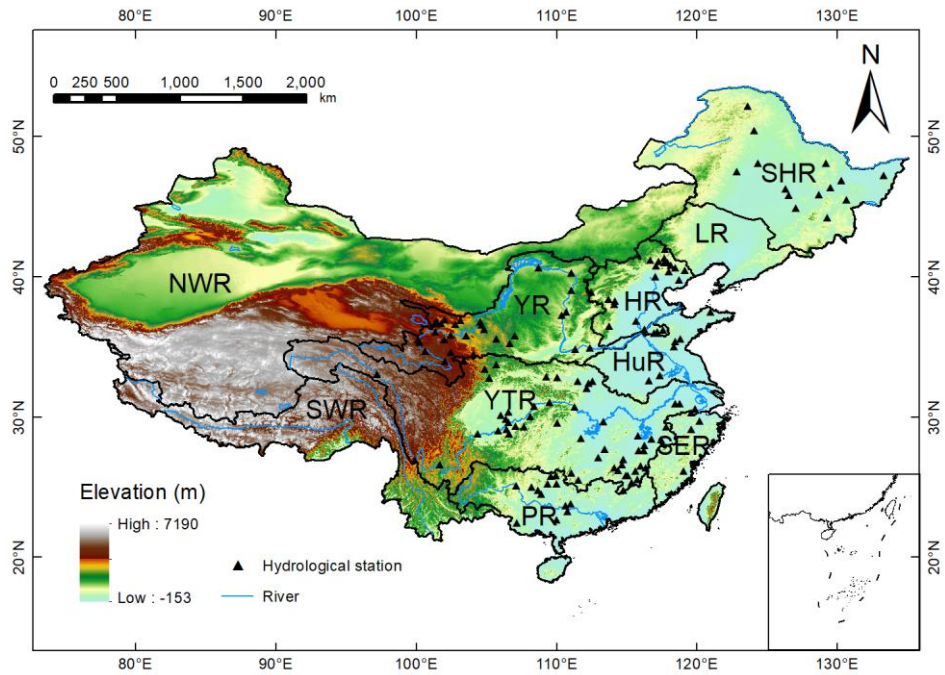 80°E 90°E 100°E 110°E 120°E 130°E
N
0 250 500 1,000 1,500 2,000
km
50°N 50°N
SHR
LR
40°N 40°N
NWR YR HR
HuR
SWR YTR
30°N 30°N
SER
Elevation (m)
High : 7190
PR
Hydrological station
20°N 20°N
Low : -153 River
80°E 90°E 100°E 110°E 120°E 130°E